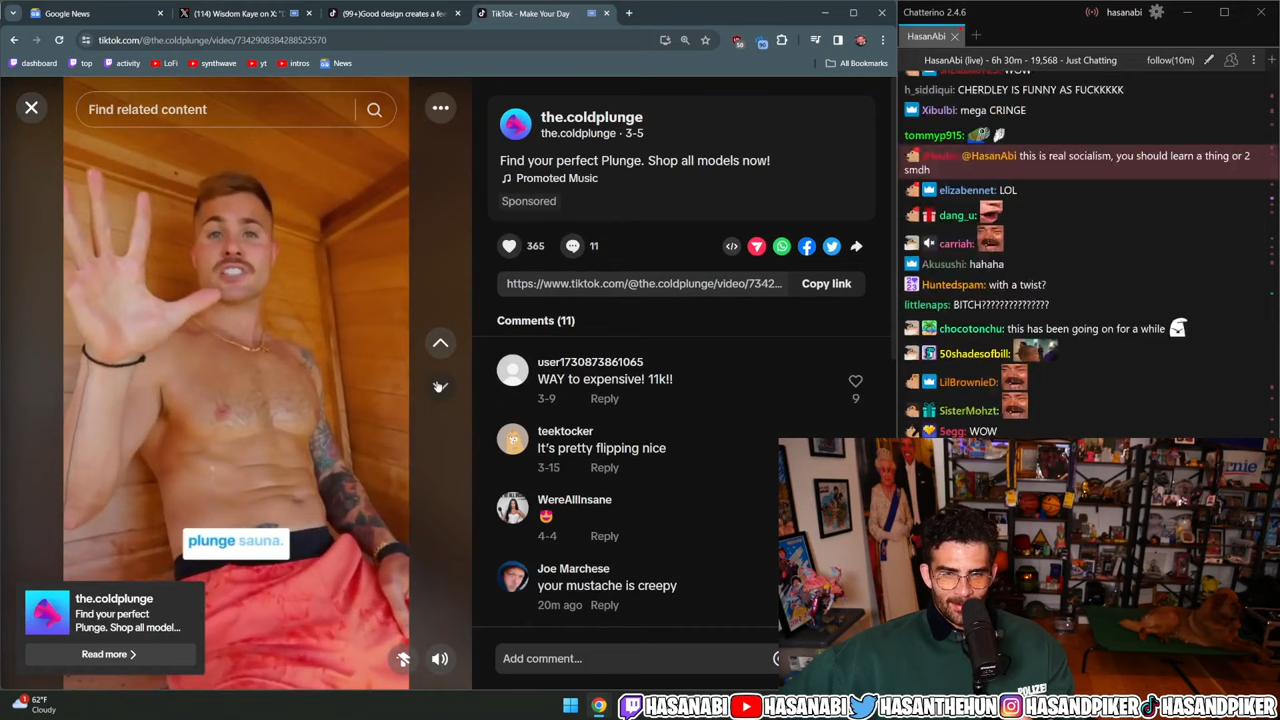 Google News
(114) Wisdom Kaye on X: "I
(99+)Good design creates a fee
TikTok - Make Your Day
tiktok.com/@the.coldplunge/video/7342908384288525570
dashboard
top
activity
LoFi
synthwave
yt
intros
News
All Bookmarks
Find related content
plunge sauna.
the.coldplunge
Find your perfect
Plunge. Shop all model...
Read more
the.coldplunge
the.coldplunge · 3-5
Find your perfect Plunge. Shop all models now!
Promoted Music
Sponsored
365
11
https://www.tiktok.com/@the.coldplunge/video/7342...
Copy link
Comments (11)
user1730873861065
WAY to expensive! 11k!!
3-9 Reply
9
teektocker
It's pretty flipping nice
3-15 Reply
WereAllInsane
4-4 Reply
Joe Marchese
your mustache is creepy
20m ago Reply
Add comment...
Chatterino 2.4.6
hasanabi
HasanAbi
HasanAbi (live) - 6h 30m - 19,568 - Just Chatting
follow(10m)
WOW
h_siddiqui: CHERDLEY IS FUNNY AS FUCKKKKK
Xibulbi: mega CRINGE
tommyp915:
@HasanAbi this is real socialism, you should learn a thing or 2
smdh
elizabennet: LOL
dang_u:
carriah:
Akusushi: hahaha
Huntedspam: with a twist?
littlenaps: BITCH???????????????
chocotonchu: this has been going on for a while
50shadesofbill:
LilBrownieD:
SisterMohzt:
5egg: WOW
ernie
POLIZEI
62°F
Cloudy
HASANABI
HASANABI
HASANTHEHUN
HASANDPIKER
HASANDPIKER